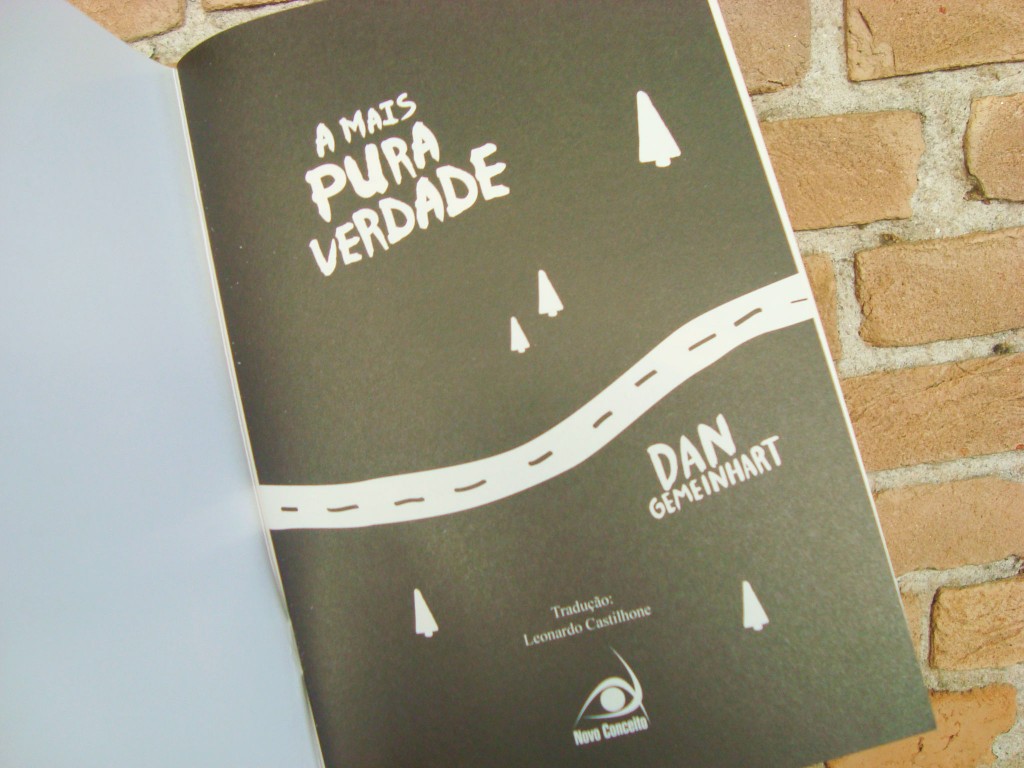 A MAIS
PURA
VERDADE
DAN
GEMEINHART
Tradução:
Leonardo Castilhone
Novo Conceito